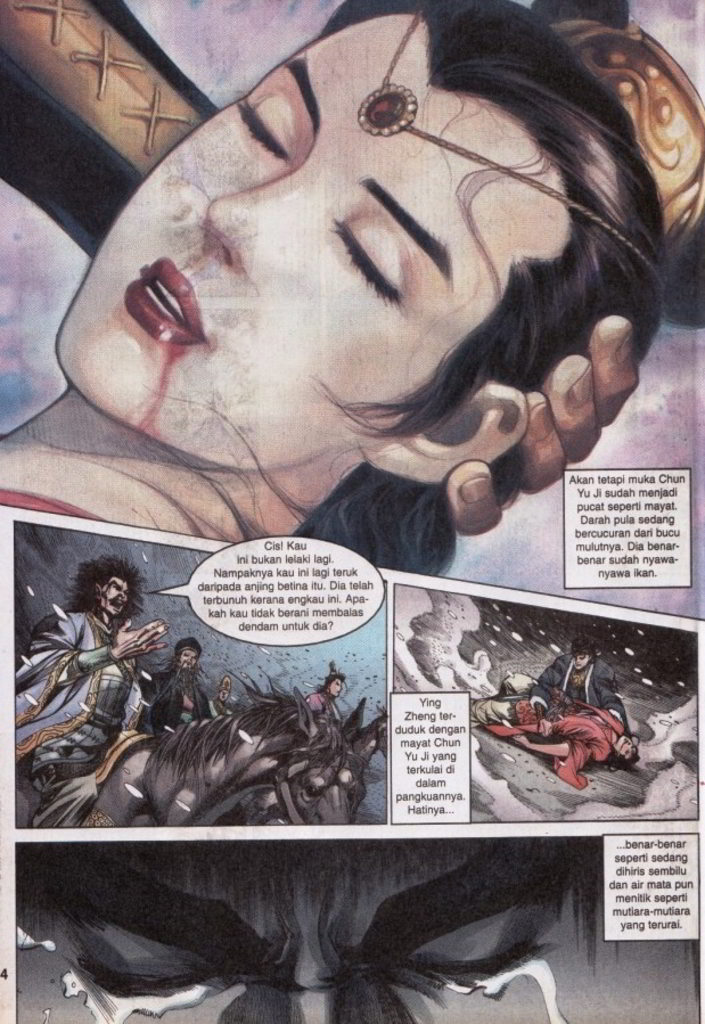 Akan tetapi muka Chun
Yu Ji sudah menjadi
pucat seperti mayat.
Darah pula sedang
bercucuran dari bucu
mulutnya. Dia benar-
benar sudah nyawa-
nyawa ikan.
Cis! Kau
ini bukan lelaki lagi.
Nampaknya kau ini lagi teruk
daripada anjing betina itu. Dia telah
terbunuh kerana engkau ini. Apa-
kah kau tidak berani membalas
dendam untuk dia?
Ying
Zheng ter-
duduk dengan
mayat Chun
Yu Ji yang
terkulai di
dalam
pangkuannya.
Hatinya...
...benar-benar
seperti sedang
dihiris sembilu
dan air mata pun
menitik seperti
mutiara-mutiara
yang terurai.
4